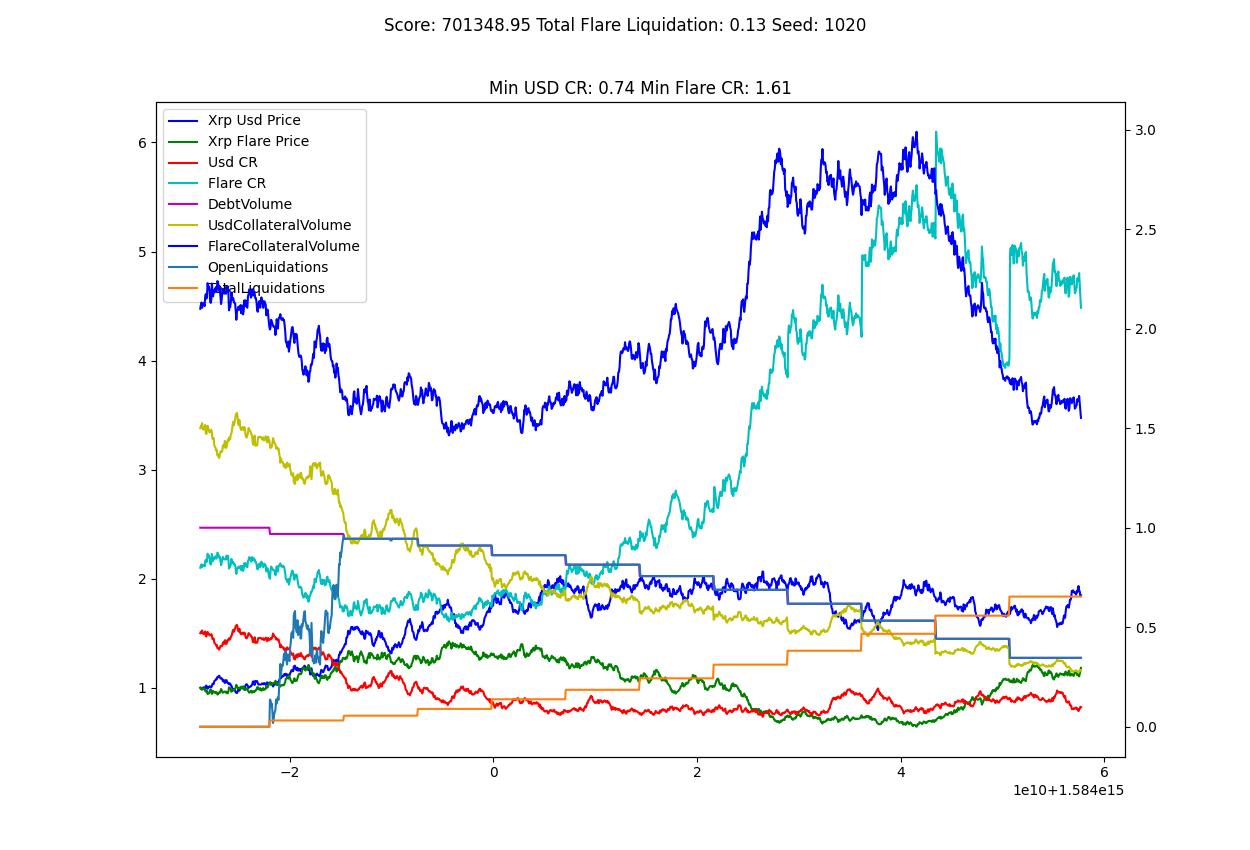 Score: 701348.95 Total Flare Liquidation: 0.13 Seed: 1020
Min USD CR: 0.74 Min Flare CR: 1.61
Xrp Usd Price
Xrp Flare Price
Usd CR
Flare CR
DebtVolume
UsdCollateralVolume
FlareCollateralVolume
OpenLiquidations
TotalLiquidations
6
5
4
3
2
1
3.0
2.5
2.0
1.5
1.0
0.5
0.0
−2
0
2
4
6
1e10+1.584e15